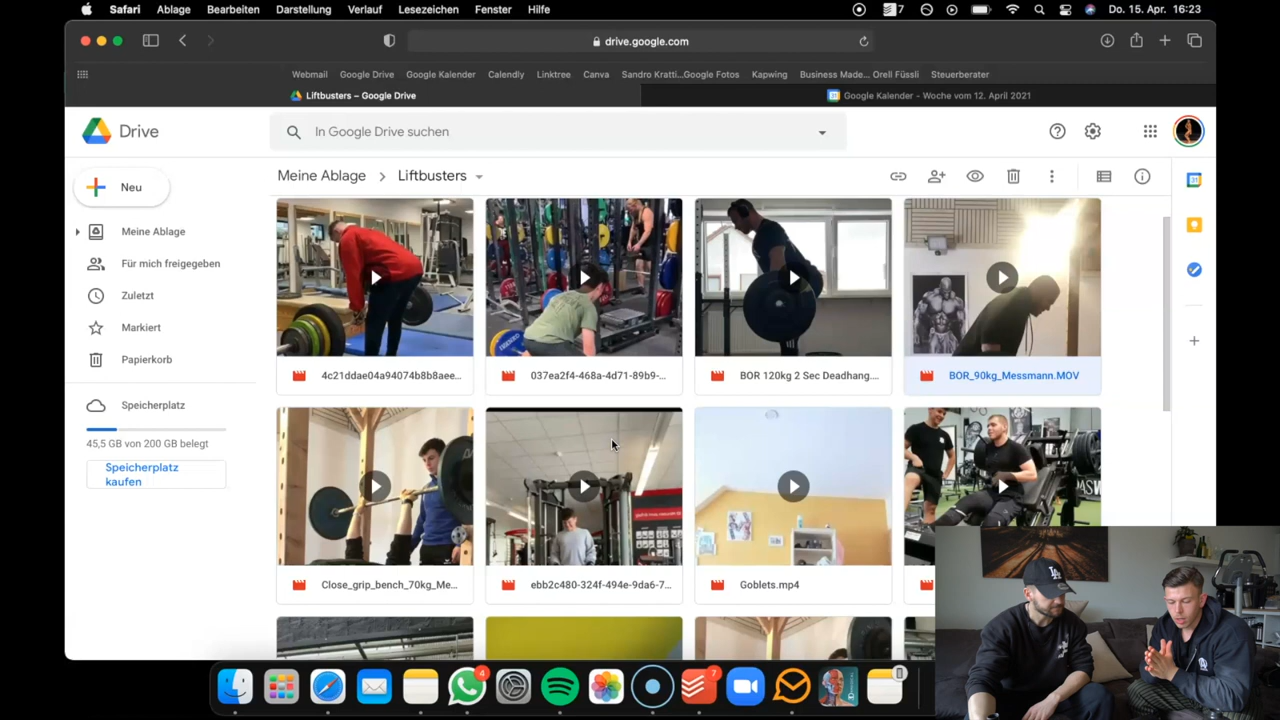 Safari Ablage Bearbeiten Darstellung Verlauf Lesezeichen Fenster Hilfe 7 Do. 15. Apr. 16:23
drive.google.com
Webmail Google Drive Google Kalender Calendly Linktree Canva Sandro Kratti...Google Fotos Kapwing Business Made... Orell Füssli Steuerberater
Liftbusters – Google Drive Google Kalender - Woche vom 12. April 2021
Drive
In Google Drive suchen
Neu
Meine Ablage > Liftbusters
Meine Ablage
Für mich freigegeben
Zuletzt
Markiert
Papierkorb
Speicherplatz
45,5 GB von 200 GB belegt
Speicherplatz
kaufen
4c21ddae04a94074b8b8aee... 037ea2f4-468a-4d71-89b9-... BOR 120kg 2 Sec Deadhang.... BOR_90kg_Messmann.MOV
Close_grip_bench_70kg_Me... ebb2c480-324f-494e-9da6-7... Goblets.mp4
4 7
LA